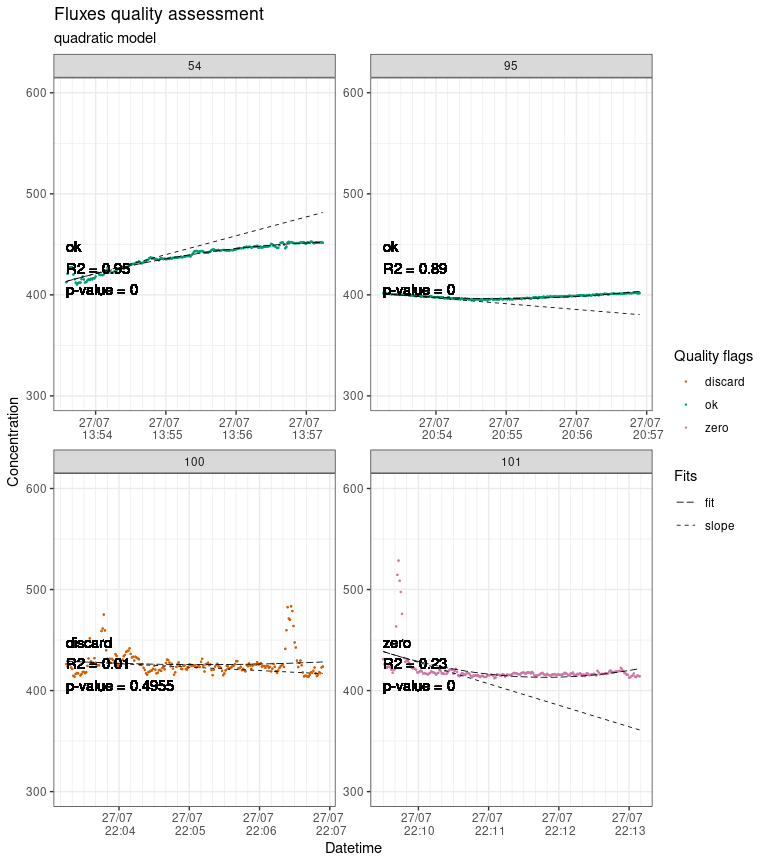 Fluxes quality assessment
quadratic model
54
95
600
500
400
300
ok
R2 = 0.95
p-value = 0
ok
R2 = 0.89
p-value = 0
27/07 27/07 27/07 27/07
13:54 13:55 13:56 13:57
27/07 27/07 27/07 27/07
20:54 20:55 20:56 20:57
100
101
600
500
400
300
discard
R2 = 0.01
p-value = 0.4955
zero
R2 = 0.23
p-value = 0
27/07 27/07 27/07 27/07
22:04 22:05 22:06 22:07
27/07 27/07 27/07 27/07
22:10 22:11 22:12 22:13
Concentration
Datetime
Quality flags
discard
ok
zero
Fits
fit
slope